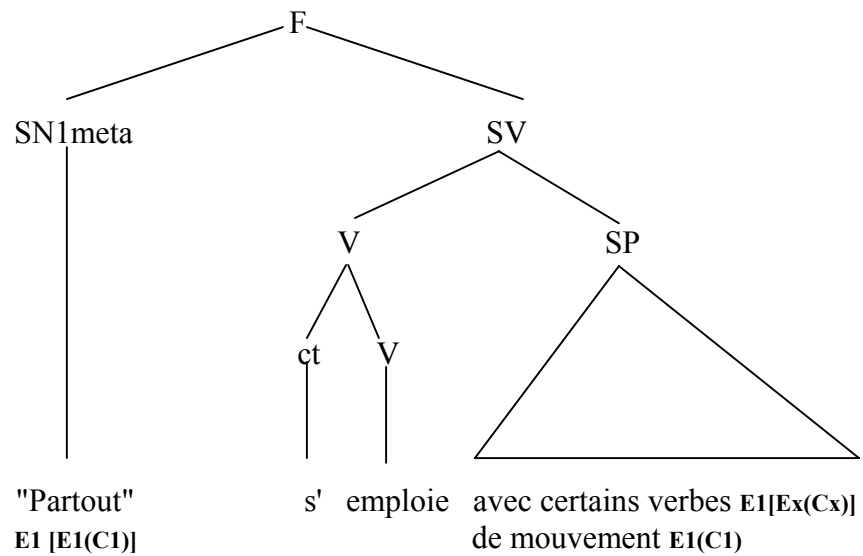 F
SN1meta SV
V SP
ct V
"Partout" s' emploie avec certains verbes E1[Ex(Cx)]
E1 [E1(C1)] de mouvement E1(C1)